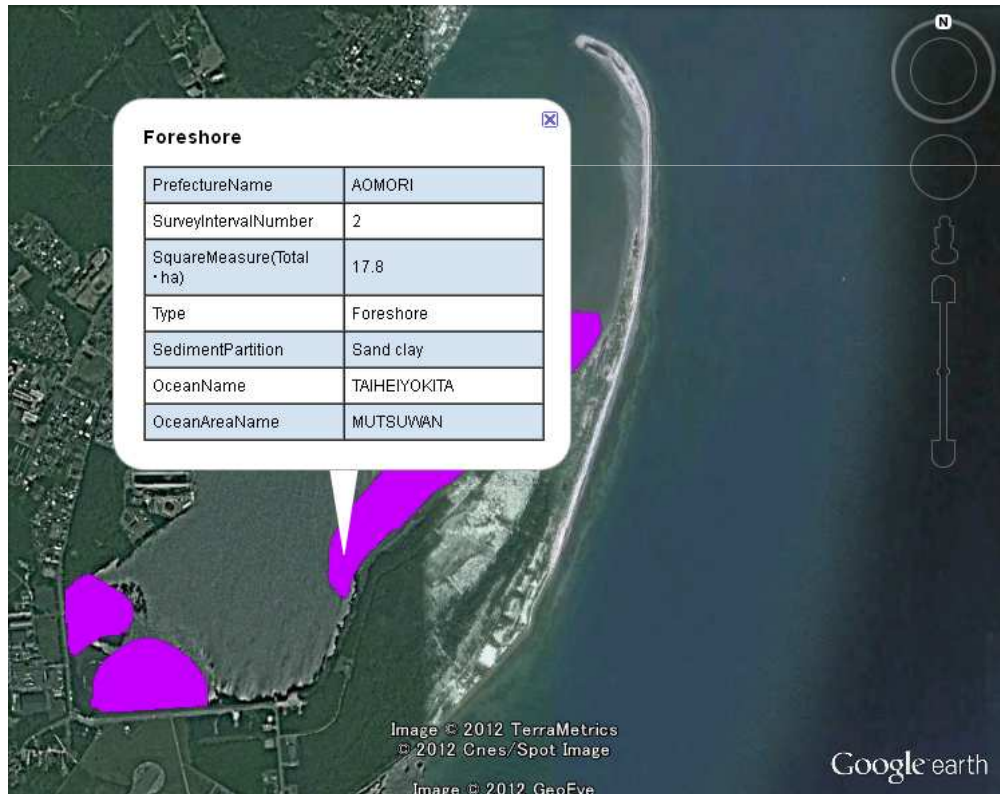 N
Foreshore
PrefectureName AOMORI
SurveyIntervalNumber 2
SquareMeasure(Total
・ha) 17.8
Type Foreshore
SedimentPartition Sand clay
OceanName TAIHEIYOKITA
OceanAreaName MUTSUWAN
Image © 2012 TerraMetrics
© 2012 Cnes/Spot Image
Image © 2012 GeoEye
Google earth